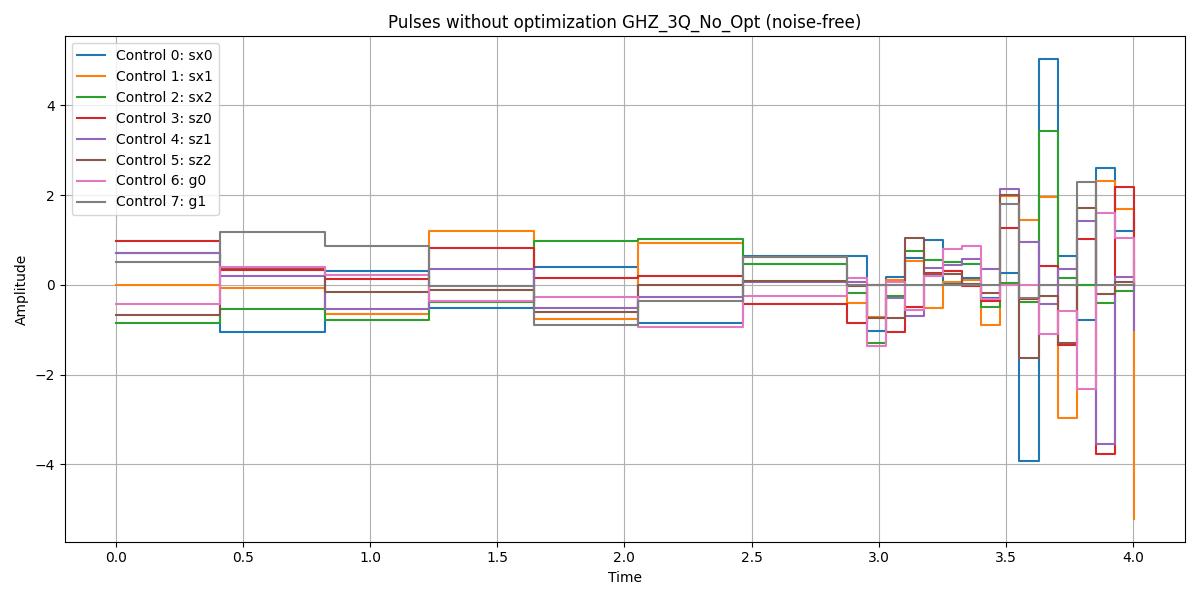 Pulses without optimization GHZ_3Q_No_Opt (noise-free)
Control 0: sx0
Control 1: sx1
Control 2: sx2
Control 3: sz0
Control 4: sz1
Control 5: sz2
Control 6: g0
Control 7: g1
Amplitude
4
2
0
−2
−4
0.0 0.5 1.0 1.5 2.0 2.5 3.0 3.5 4.0
Time